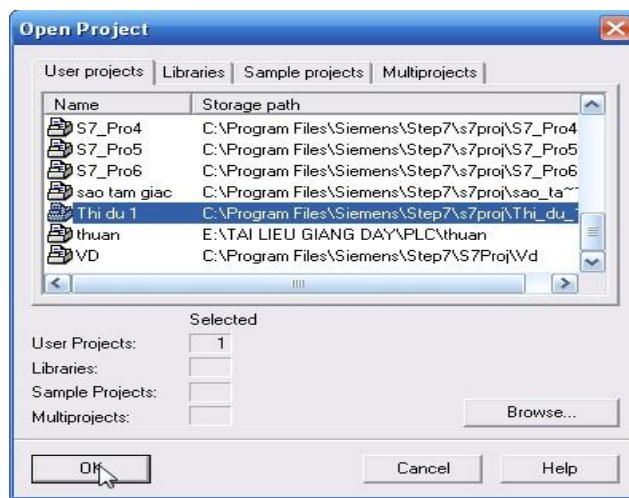 Open Project
User projects Libraries Sample projects Multiprojects
Name Storage path
S7_Pro4 C:\Program Files\Siemens\Step7\s7proj\S7_Pro4
S7_Pro5 C:\Program Files\Siemens\Step7\s7proj\S7_Pro5
S7_Pro6 C:\Program Files\Siemens\Step7\s7proj\S7_Pro6
sao tam giac C:\Program Files\Siemens\Step7\s7proj\sao_ta~
Thi du 1 C:\Program Files\Siemens\Step7\s7proj\Thi_du_
thuan E:\TAI LIEU GIANG DAY\PLC\thuan
VD C:\Program Files\Siemens\Step7\S7Proj\Vd
Selected
User Projects: 1
Libraries:
Sample Projects:
Multiprojects:
Browse...
OK Cancel Help